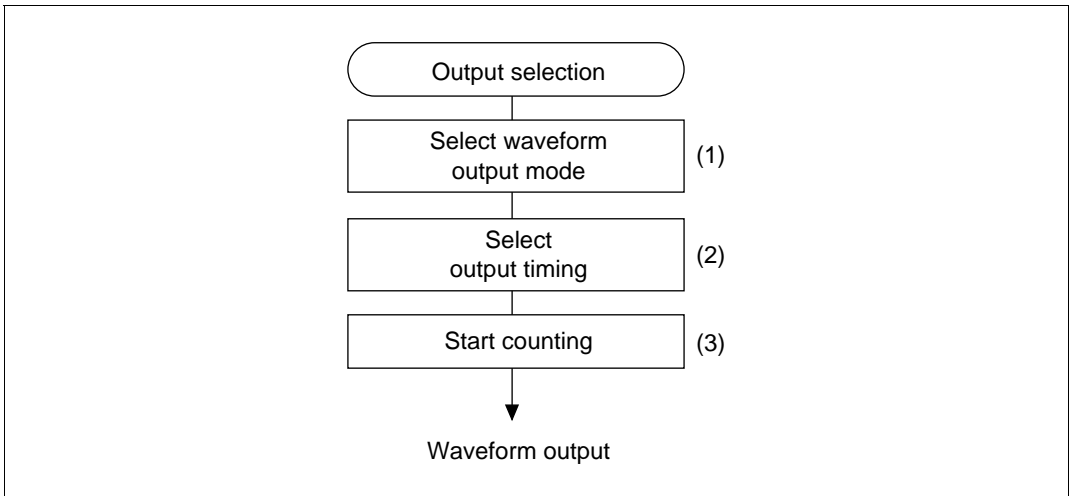 Output selection
Select waveform
output mode
(1)
Select
output timing
(2)
Start counting
(3)
Waveform output